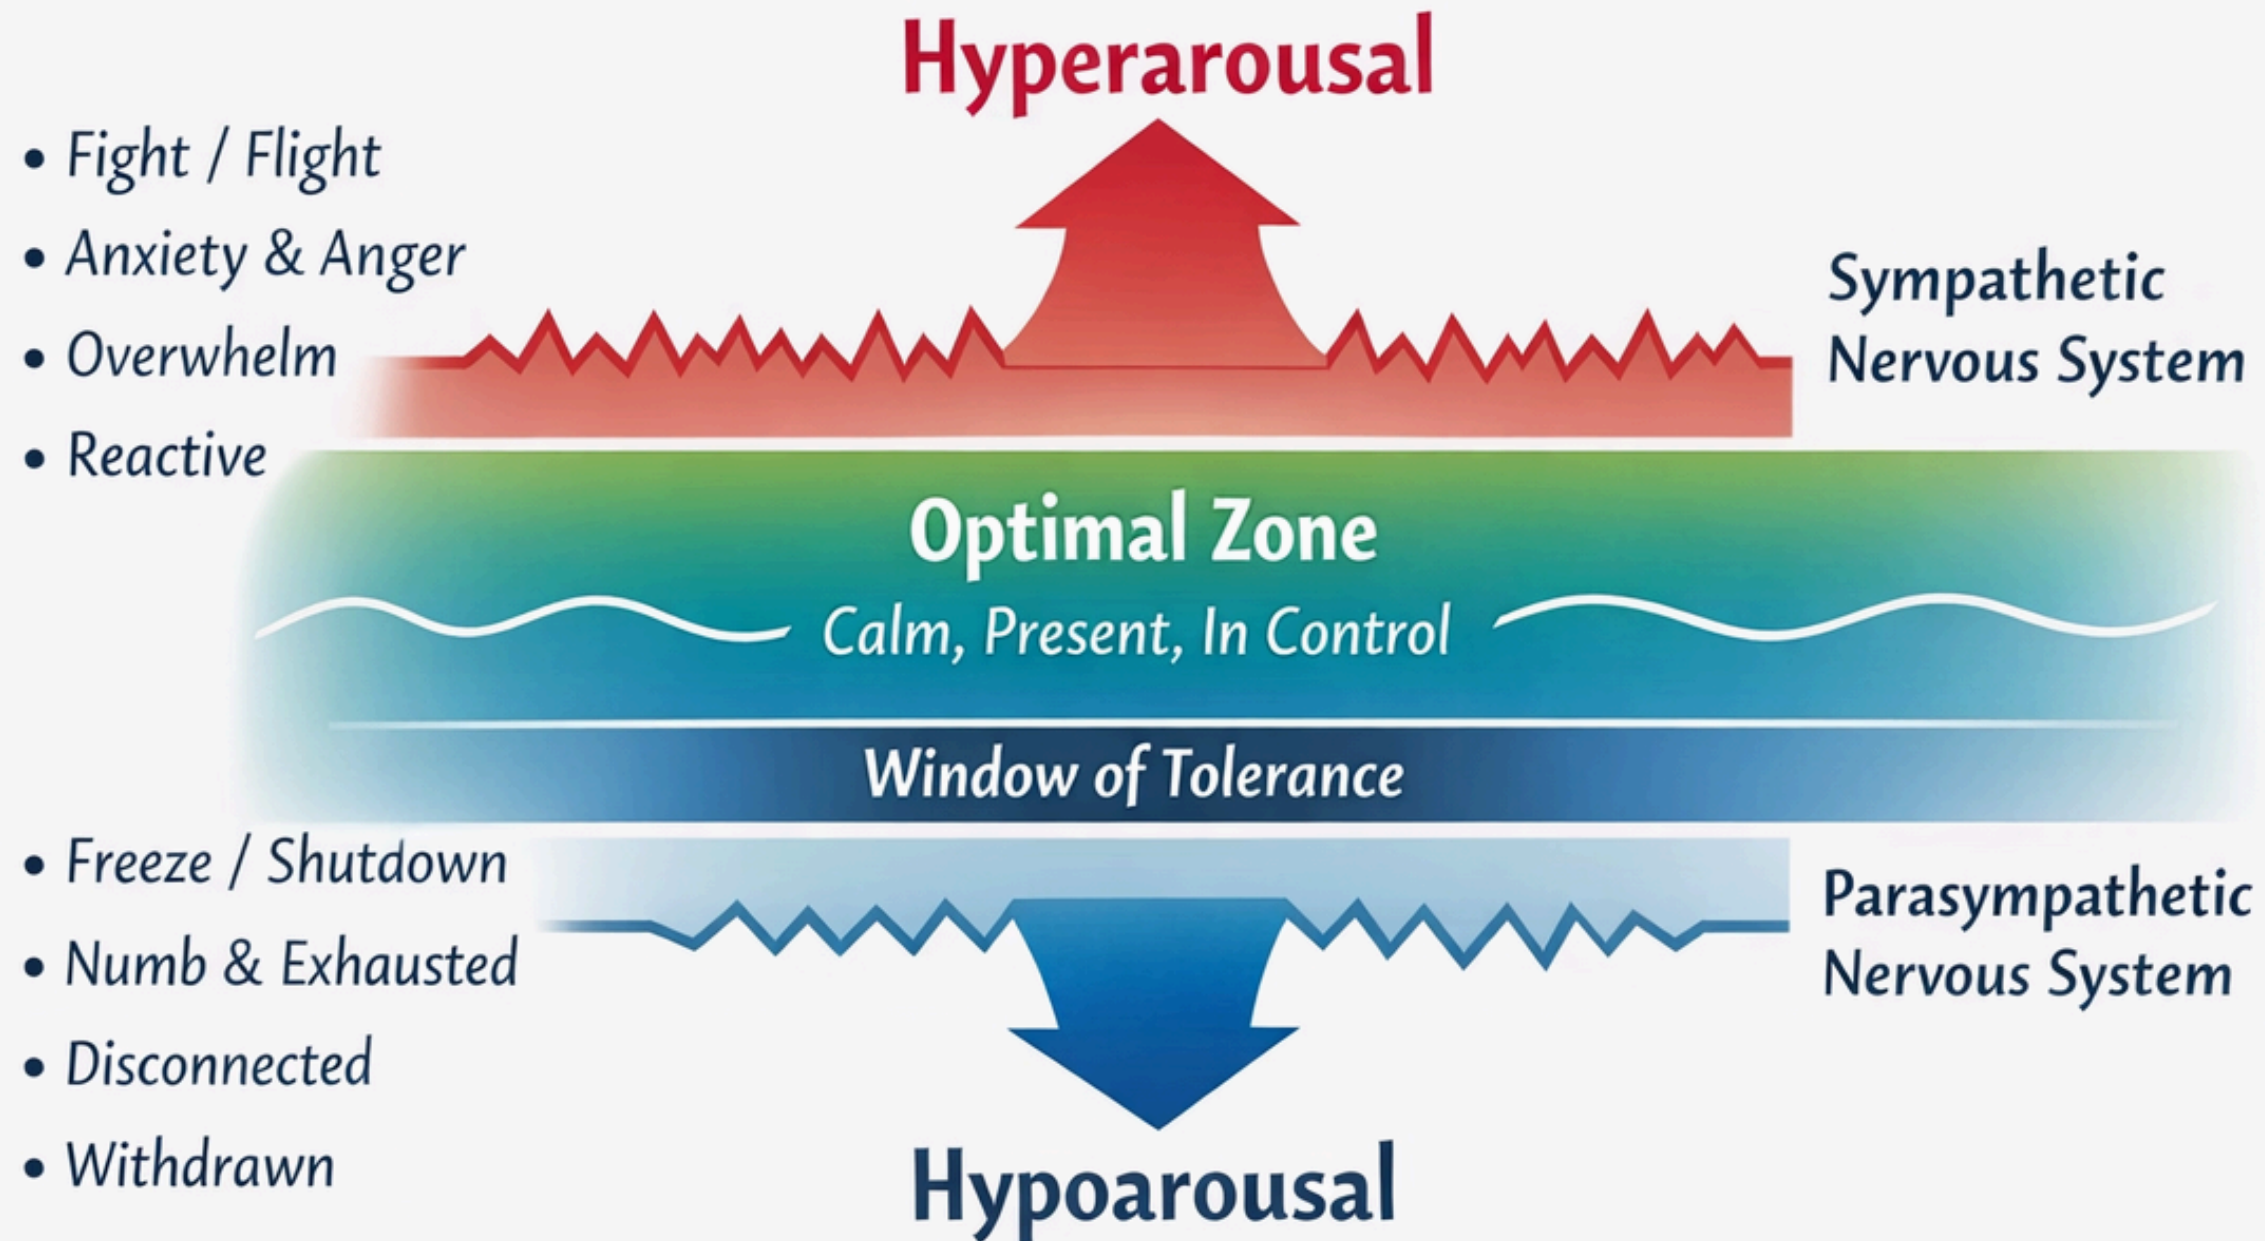 Hyperarousal
• Fight / Flight
• Anxiety & Anger
• Overwhelm
• Reactive
Sympathetic
Nervous System
Optimal Zone
Calm, Present, In Control
Window of Tolerance
• Freeze / Shutdown
• Numb & Exhausted
• Disconnected
• Withdrawn
Parasympathetic
Nervous System
Hypoarousal